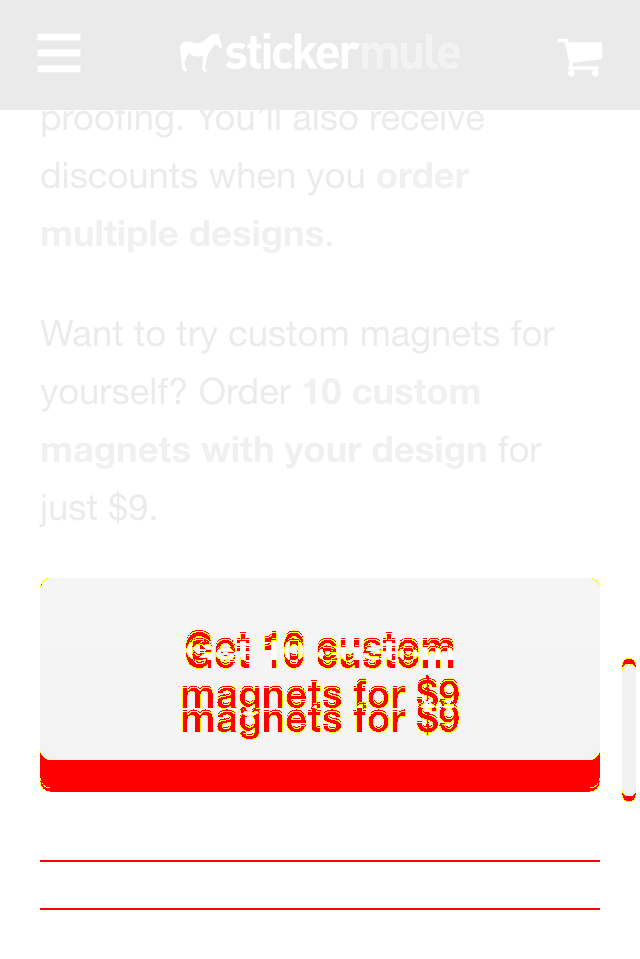 stickermule
proofing. You'll also receive
discounts when you order
multiple designs.
Want to try custom magnets for
yourself? Order 10 custom
magnets with your design for
just $9.
Get 10 custom
magnets for $9
magnets for $9